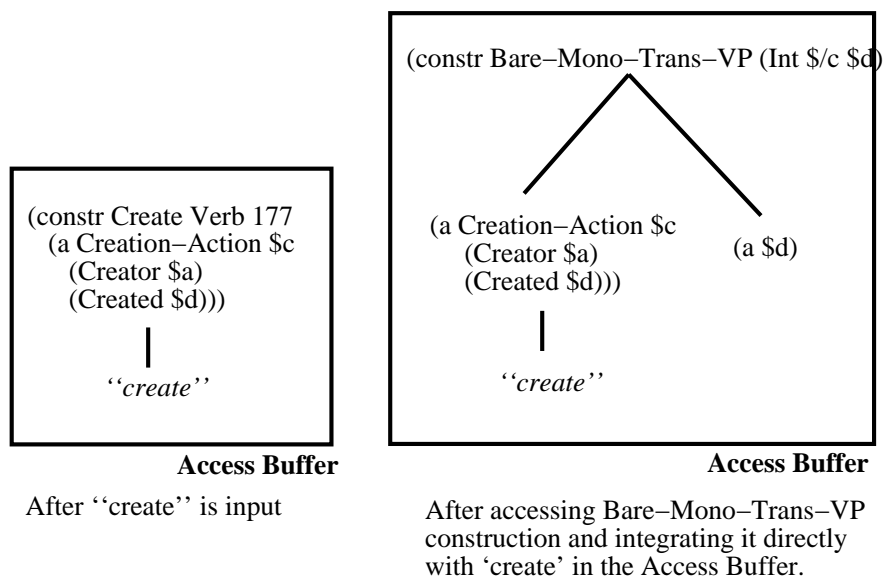 (constr Create Verb 177
(a Creation−Action $c
(Creator $a)
(Created $d)))
‘‘create’’
Access Buffer
After ‘‘create’’ is input
(constr Bare−Mono−Trans−VP (Int $/c $d)
(a Creation−Action $c
(Creator $a)
(Created $d)))
(a $d)
‘‘create’’
Access Buffer
After accessing Bare−Mono−Trans−VP
construction and integrating it directly
with ‘create’ in the Access Buffer.